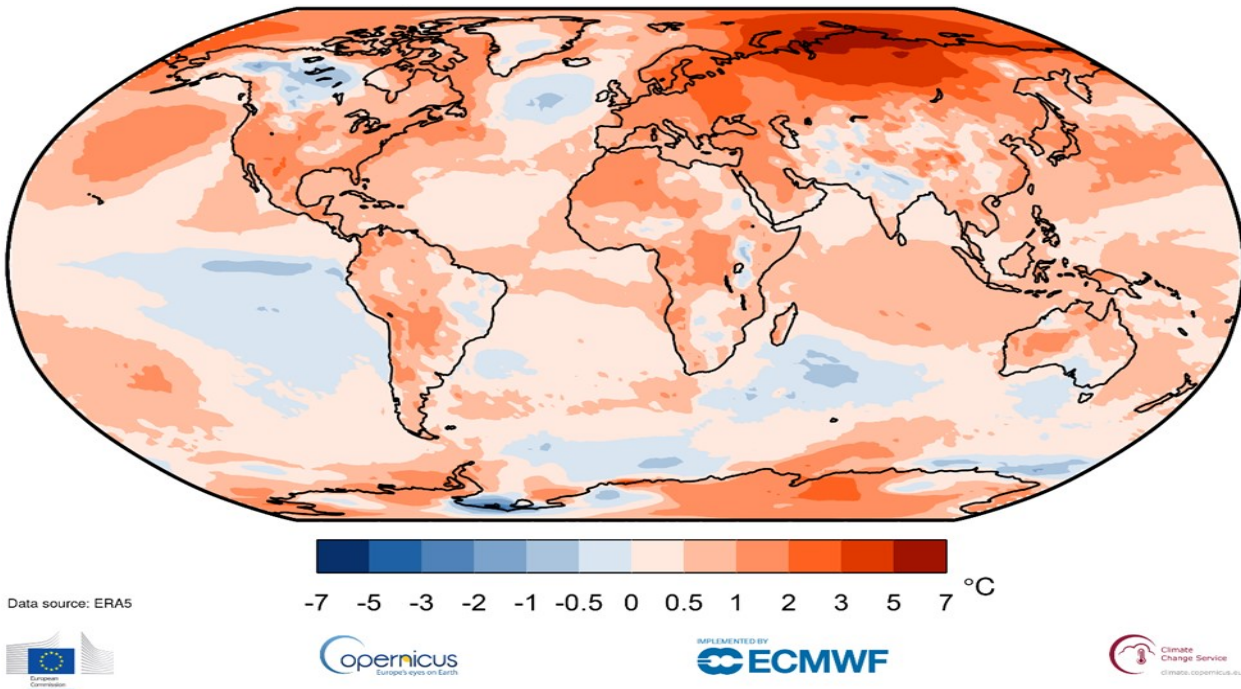 -7 -5 -3 -2 -1 -0.5 0 0.5 1 2 3 5 7 °C
Data source: ERA5
European
Commission
Copernicus
Europe's eyes on Earth
IMPLEMENTED BY
ECMWF
Climate
Change Service
climate.copernicus.eu